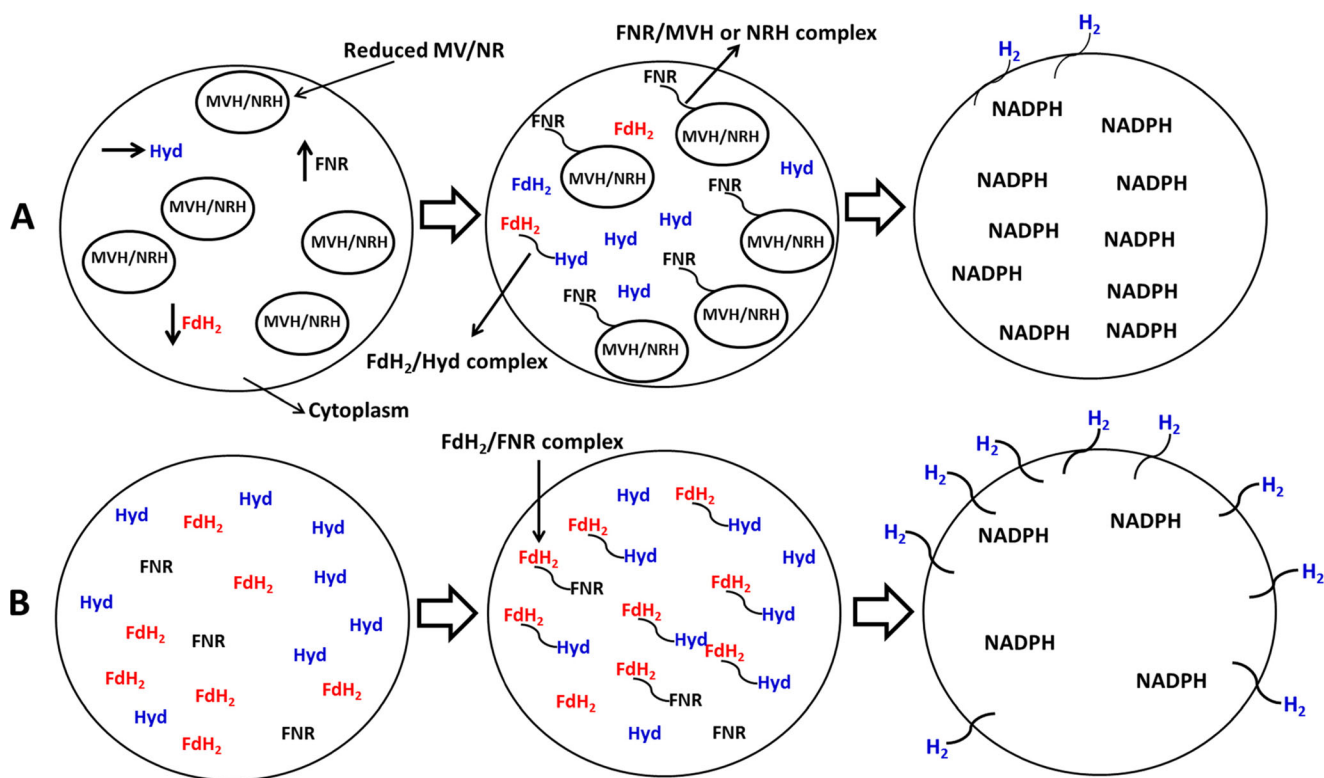 Reduced MV/NR
MVH/NRH
Hyd
FNR
MVH/NRH
MVH/NRH
MVH/NRH
FdH₂
MVH/NRH
Cytoplasm
A
FNR/MVH or NRH complex
FNR
FNR
FdH₂
MVH/NRH
Hyd
FdH₂
MVH/NRH
FNR
FdH₂
Hyd
Hyd
Hyd
MVH/NRH
FNR
Hyd
FNR
MVH/NRH
MVH/NRH
FdH₂/Hyd complex
H₂
H₂
NADPH
NADPH
NADPH
NADPH
NADPH
NADPH
NADPH
NADPH
NADPH
NADPH
B
Hyd
Hyd
FdH₂
Hyd
FNR
FdH₂
Hyd
Hyd
FdH₂
FNR
Hyd
Hyd
FdH₂
FdH₂
FdH₂
Hyd
FdH₂
FNR
FdH₂/FNR complex
Hyd
FdH₂
Hyd
FdH₂
Hyd
FdH₂
Hyd
FNR
FdH₂
Hyd
FdH₂
FdH₂
Hyd
Hyd
FdH₂
Hyd
FdH₂
FNR
FdH₂
Hyd
FNR
H₂
H₂
H₂
H₂
H₂
H₂
NADPH
NADPH
H₂
NADPH
NADPH
H₂
H₂